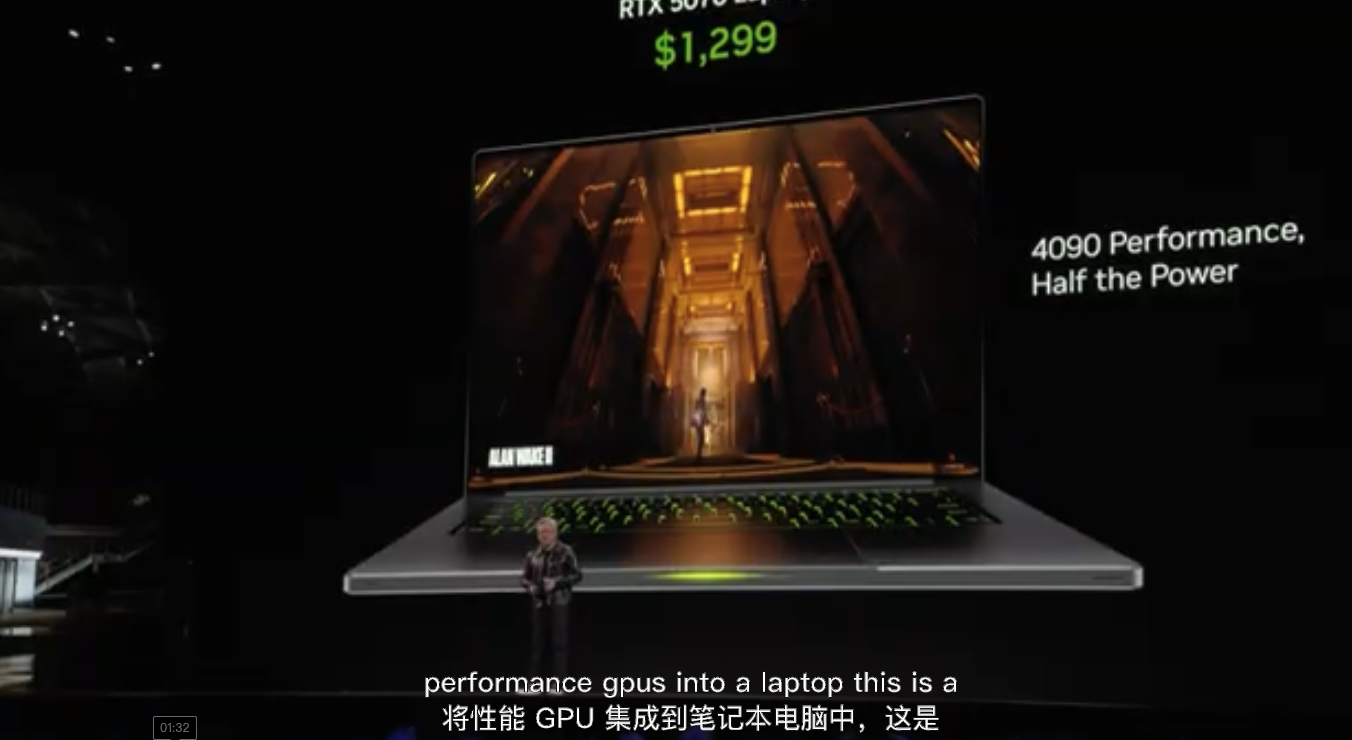 RTX 5070
$1,299
4090 Performance,
Half the Power
ALAN WAKE II
performance gpus into a laptop this is a
将性能 GPU 集成到笔记本电脑中，这是
01:32